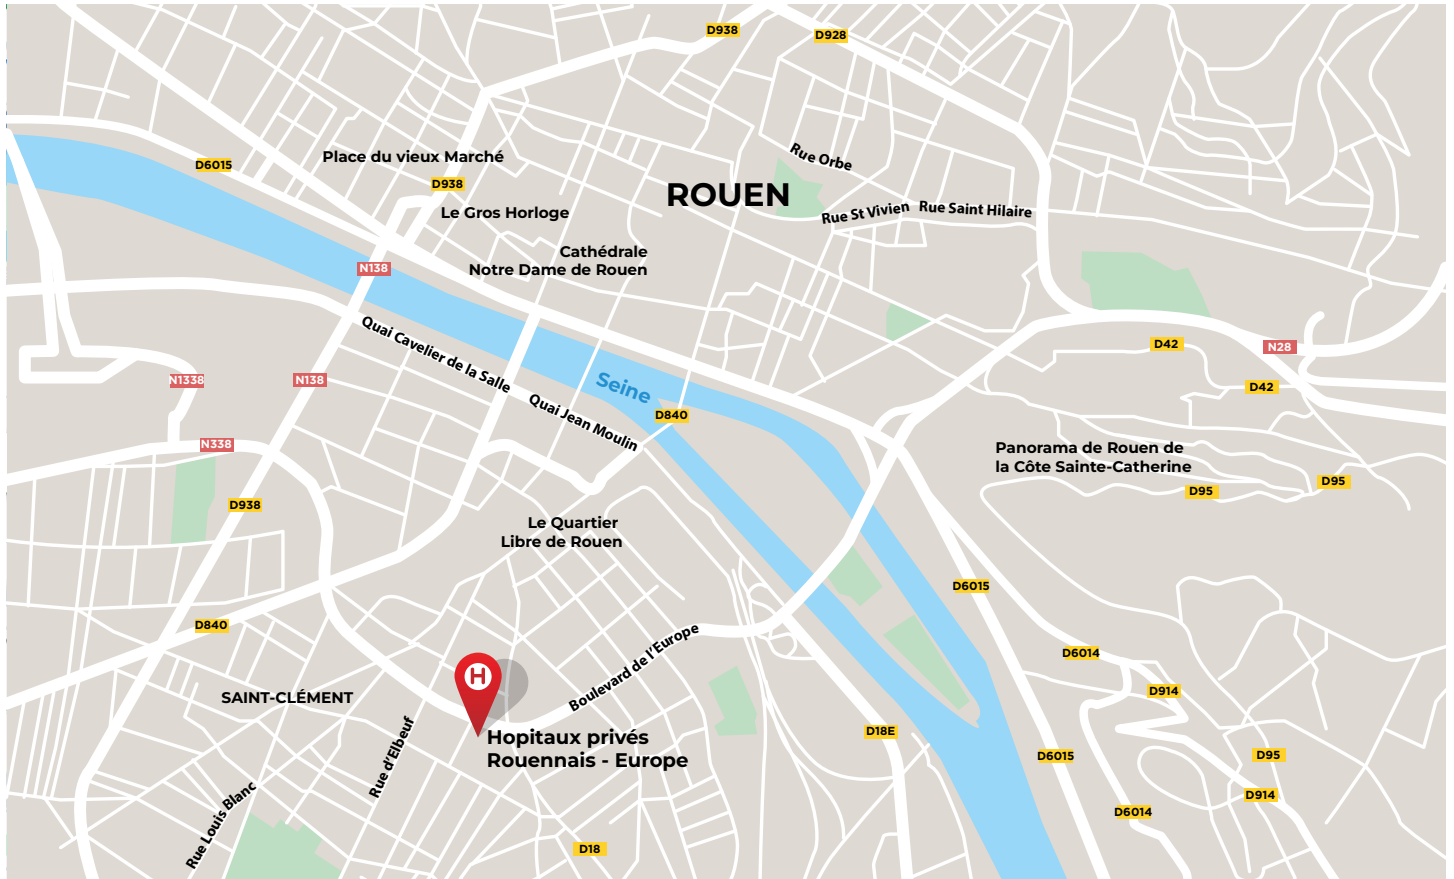 D938
D928
Rue Orbe
Place du vieux Marché
D6015
D938
ROUEN
Le Gros Horloge
Rue St Vivien
Rue Saint Hilaire
Cathédrale
Notre Dame de Rouen
N138
Quai Cavelier de la Salle
D42
N28
N1338
N138
Seine
D42
Quai Jean Moulin
D840
N338
Panorama de Rouen de
la Côte Sainte-Catherine
D95
D95
D938
Le Quartier
Libre de Rouen
D6015
D840
Boulevard de l'Europe
D6014
H
SAINT-CLÉMENT
D914
Rue d'Elbeuf
Hopitaux privés
Rouennais - Europe
D18E
D6015
D95
D914
Rue Louis Blanc
D6014
D18